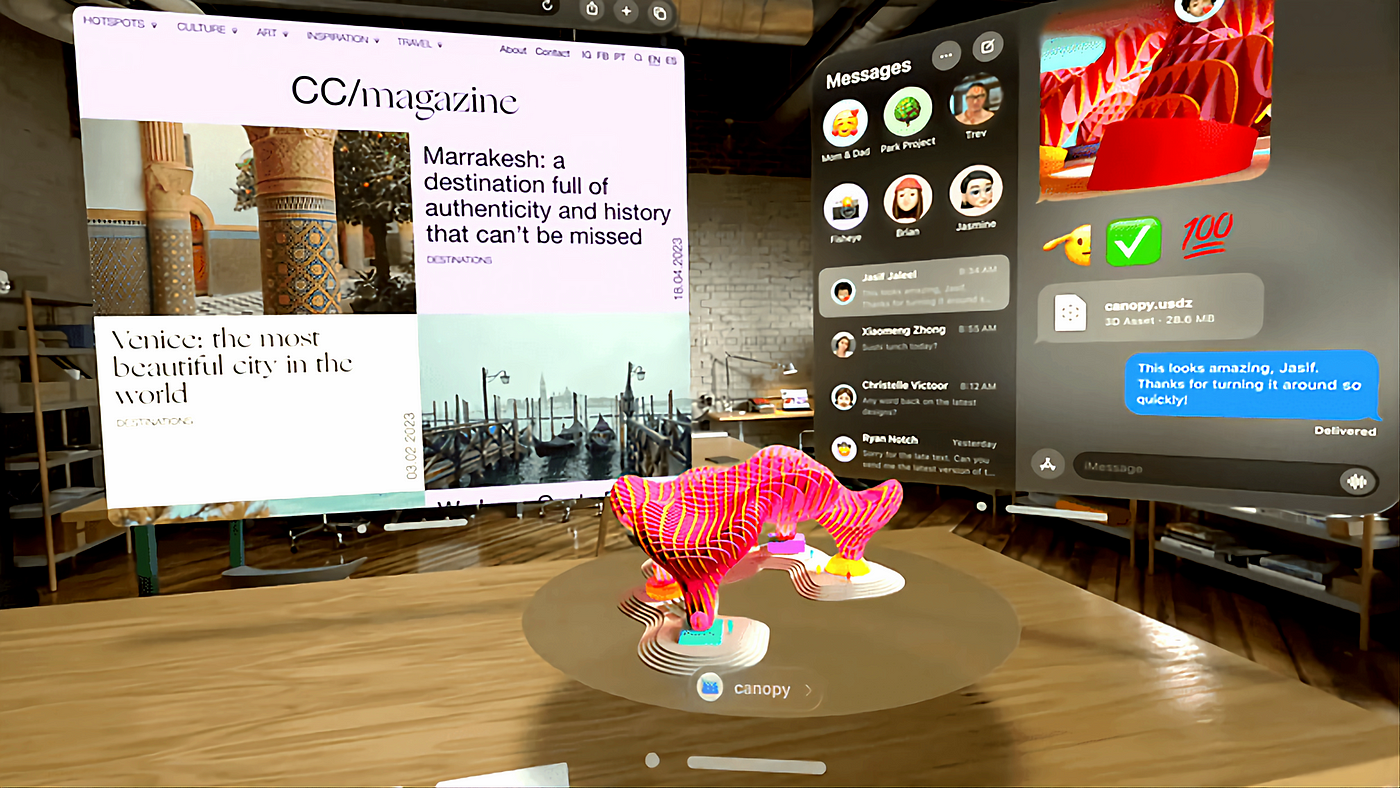 HOTSPOTS
CULTURE
ART
INSPIRATION
TRAVEL
About Contact IG FB PT EN ES
CC/magazine
Marrakesh: a
destination full of
authenticity and history
that can't be missed
DESTINATIONS
18.04.2023
Venice: the most
beautiful city in the
world
DESTINATIONS
03.02.2023
Messages
Mom & Dad
Park Project
Trev
Fisheye
Brian
Jasmine
Jasif Jaleel 8:34 AM
This looks amazing, Jasif.
Thanks for turning it around s...
Xiaomeng Zhong 8:55 AM
Sushi lunch today?
Christelle Victoor 8:12 AM
Any word back on the latest
designs?
Ryan Notch Yesterday
Sorry for the late text. Can you
send me the latest version of t...
100
canopy.usdz
3D Asset - 28.6 MB
This looks amazing, Jasif.
Thanks for turning it around so
quickly!
Delivered
iMessage
canopy